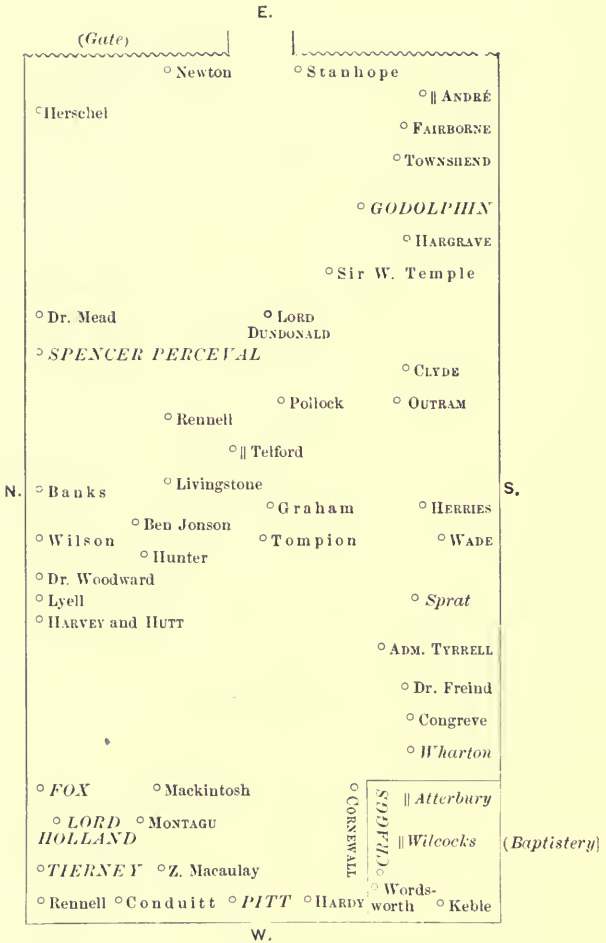 E.
(Gate)
Newton
Stanhope
|| ANDRÉ
Herschel
FAIRBORNE
TOWNSHEND
GODOLPHIN
HARGRAVE
Sir W. Temple
Dr. Mead
LORD
DUNDONALD
SPENCER PERCEVAL
CLYDE
Pollock
OUTRAM
Rennell
|| Telford
Livingstone
N.
Banks
S.
Graham
HERRIES
Ben Jonson
Wilson
Tompion
WADE
Hunter
Dr. Woodward
Lyell
Sprat
HARVEY and HUTT
ADM. TYRRELL
Dr. Freind
Congreve
Wharton
FOX
Mackintosh
CORNEWALL
CRAGGS
|| Atterbury
LORD
HOLLAND
MONTAGU
|| Wilcocks
(Baptistery)
TIERNEY
Z. Macaulay
Rennell
Conduitt
PITT
HARDY
Words-
worth
Keble
W.